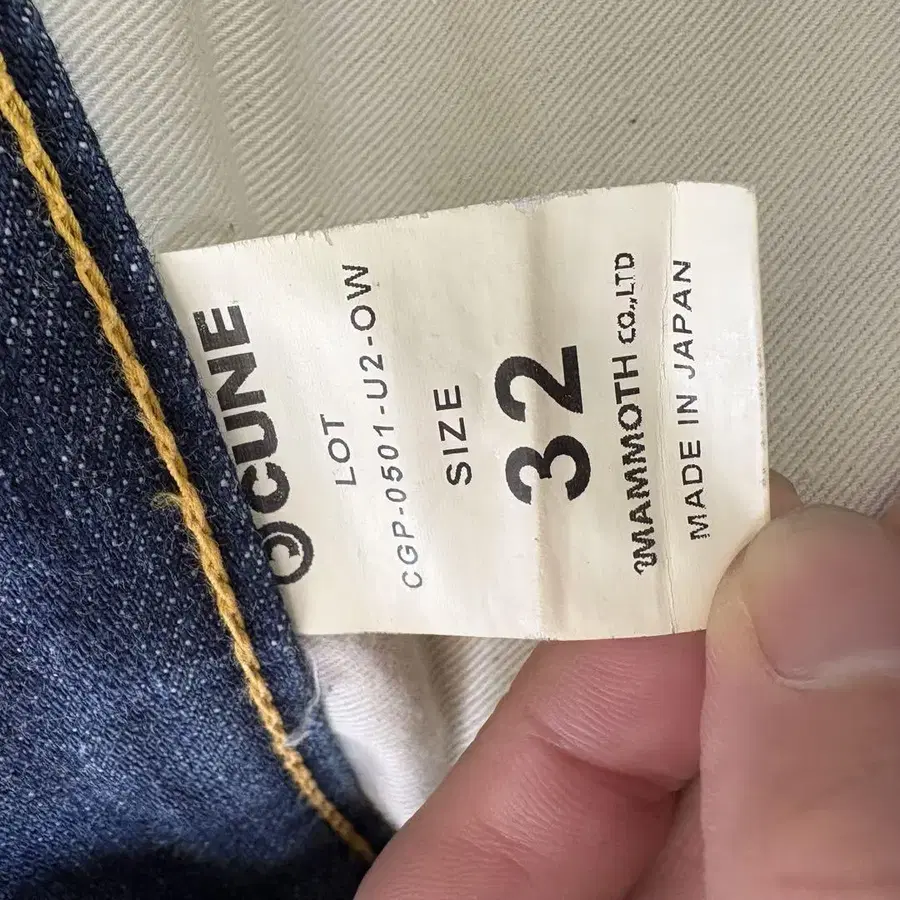 CUNE
LOT
CGP-0501-U2-OW
SIZE
32
MAMMOTH CO.,LTD
MADE IN JAPAN